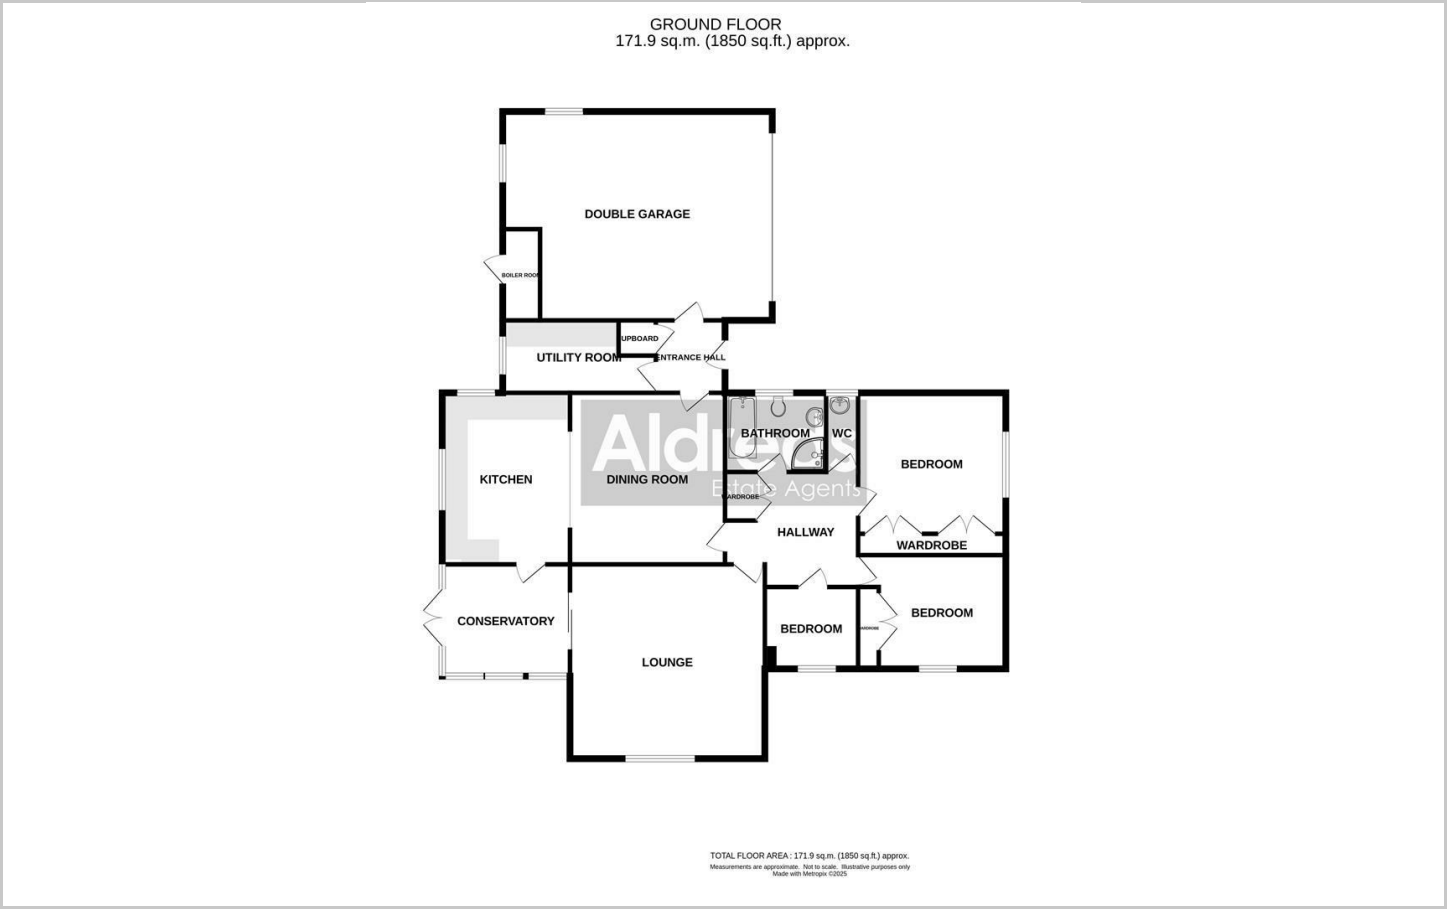 GROUND FLOOR
171.9 sq.m. (1850 sq.ft.) approx.
DOUBLE GARAGE
BOILER ROOM
UPBOARD
UTILITY ROOM
ENTRANCE HALL
Aldreds
Estate Agents
BATHROOM
WC
BEDROOM
KITCHEN
DINING ROOM
WARDROBE
HALLWAY
WARDROBE
BEDROOM
CONSERVATORY
BEDROOM
WARDROBE
LOUNGE
TOTAL FLOOR AREA : 171.9 sq.m. (1850 sq.ft.) approx.
Measurements are approximate. Not to scale. Illustrative purposes only
Made with Metropix ©2025